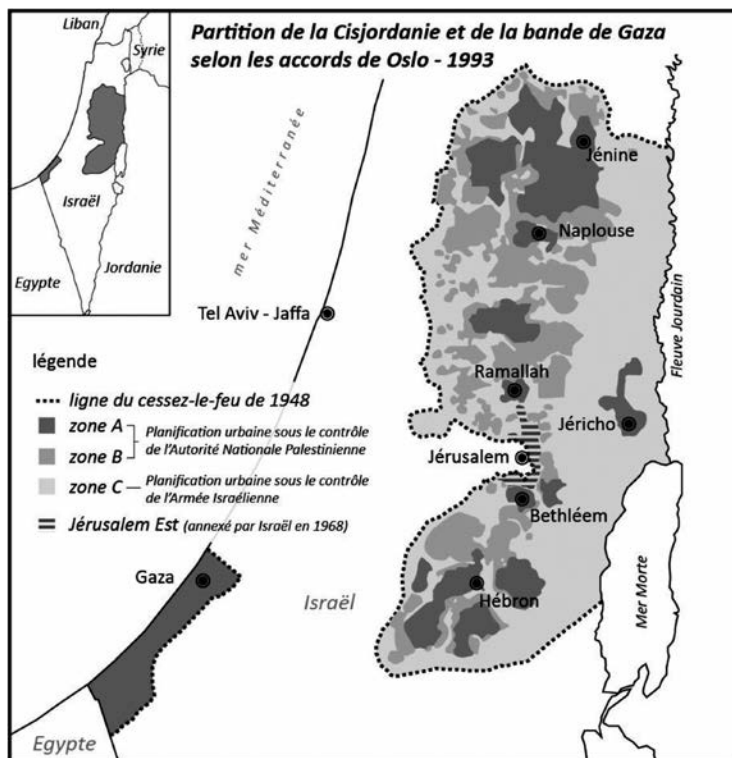 Liban
Syrie
Israël
Egypte
Jordanie
Partition de la Cisjordanie et de la bande de Gaza
selon les accords de Oslo - 1993
mer Méditerranée
Jénine
Naplouse
Tel Aviv - Jaffa
Fleuve Jourdain
légende
Ramallah
ligne du cessez-le-feu de 1948
zone A
Planification urbaine sous le contrôle
de l'Autorité Nationale Palestinienne
zone B
Jéricho
Jérusalem
zone C
Planification urbaine sous le contrôle
de l'Armée Israélienne
Bethléem
Jérusalem Est (annexé par Israël en 1968)
Gaza
Israël
Hébron
Mer Morte
Egypte